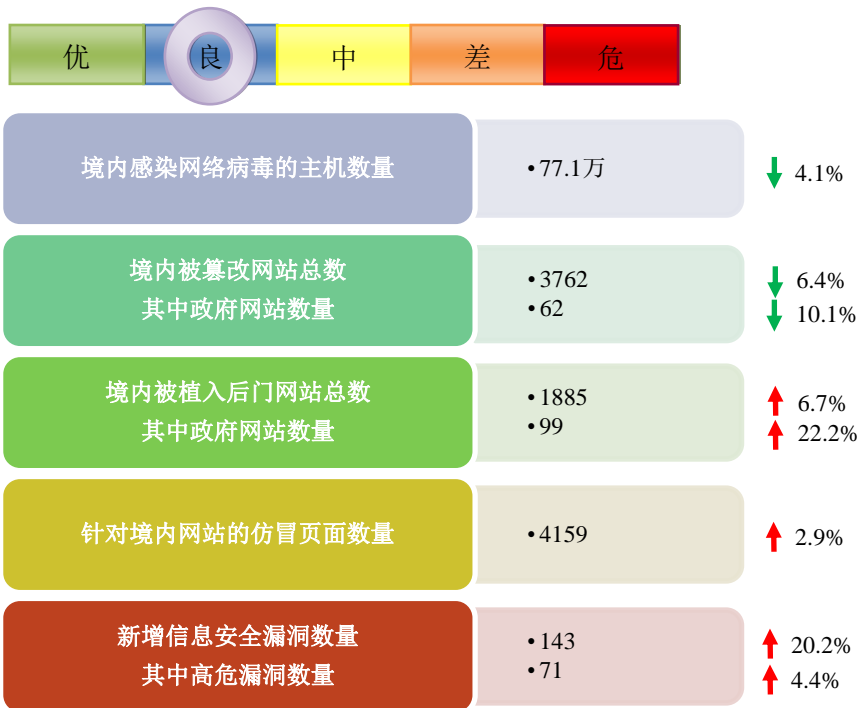 优 良 中 差 危
境内感染网络病毒的主机数量
•77.1万
4.1%
境内被篡改网站总数
其中政府网站数量
•3762
•62
6.4%
10.1%
境内被植入后门网站总数
其中政府网站数量
•1885
•99
6.7%
22.2%
针对境内网站的仿冒页面数量
•4159
2.9%
新增信息安全漏洞数量
其中高危漏洞数量
•143
•71
20.2%
4.4%